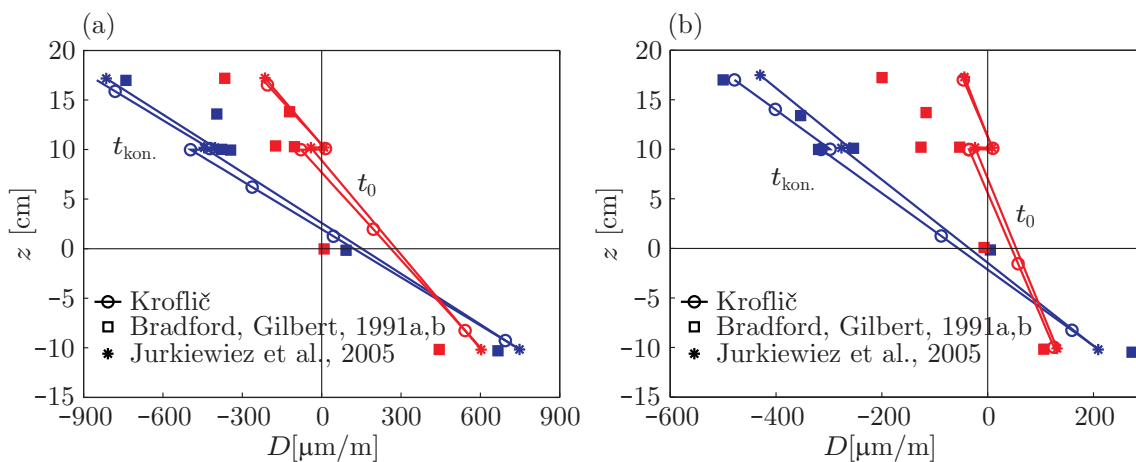 (a)
20
15
10
5
0
−5
−10
−15
z [cm]
t_kon.
t_0
Kroflič
Bradford, Gilbert, 1991a,b
Jurkiewiez et al., 2005
−900 −600 −300 0 300 600 900
D[µm/m]
(b)
20
15
10
5
0
−5
−10
−15
z [cm]
t_kon.
t_0
Kroflič
Bradford, Gilbert, 1991a,b
Jurkiewiez et al., 2005
−600 −400 −200 0 200
D[µm/m]